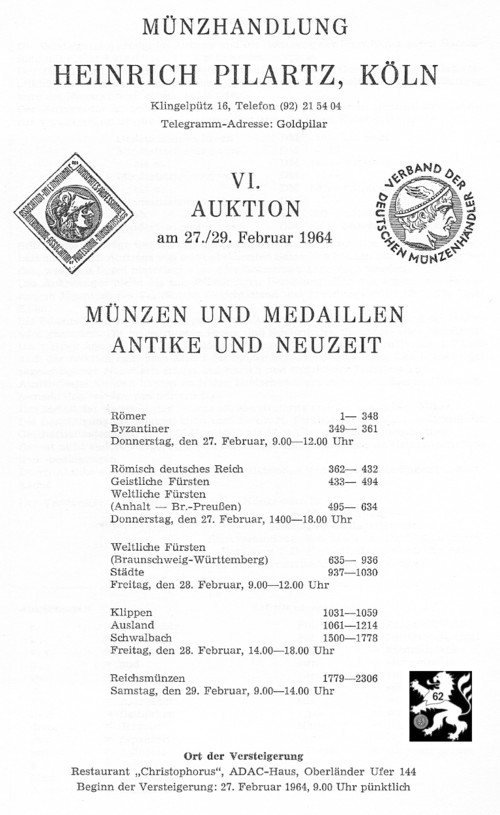 MÜNZHANDLUNG
HEINRICH PILARTZ, KÖLN
Klingelpütz 16, Telefon (92) 21 54 04
Telegramm-Adresse: Goldpilar
VI.
AUKTION
am 27./29. Februar 1964
VERBAND DER
DEUTSCHEN MÜNZENHÄNDLER
MÜNZEN UND MEDAILLEN
ANTIKE UND NEUZEIT
Römer 1— 348
Byzantiner 349— 361
Donnerstag, den 27. Februar, 9.00—12.00 Uhr
Römisch deutsches Reich 362— 432
Geistliche Fürsten 433— 494
Weltliche Fürsten
(Anhalt — Br.-Preußen) 495— 634
Donnerstag, den 27. Februar, 1400—18.00 Uhr
Weltliche Fürsten
(Braunschweig-Württemberg) 635— 936
Städte 937—1030
Freitag, den 28. Februar, 9.00—12.00 Uhr
Klippen 1031—1059
Ausland 1061—1214
Schwalbach 1500—1778
Freitag, den 28. Februar, 14.00—18.00 Uhr
Reichsmünzen 1779—2306
Samstag, den 29. Februar, 9.00—14.00 Uhr
62
Ort der Versteigerung
Restaurant „Christophorus“, ADAC-Haus, Oberländer Ufer 144
Beginn der Versteigerung: 27. Februar 1964, 9.00 Uhr pünktlich